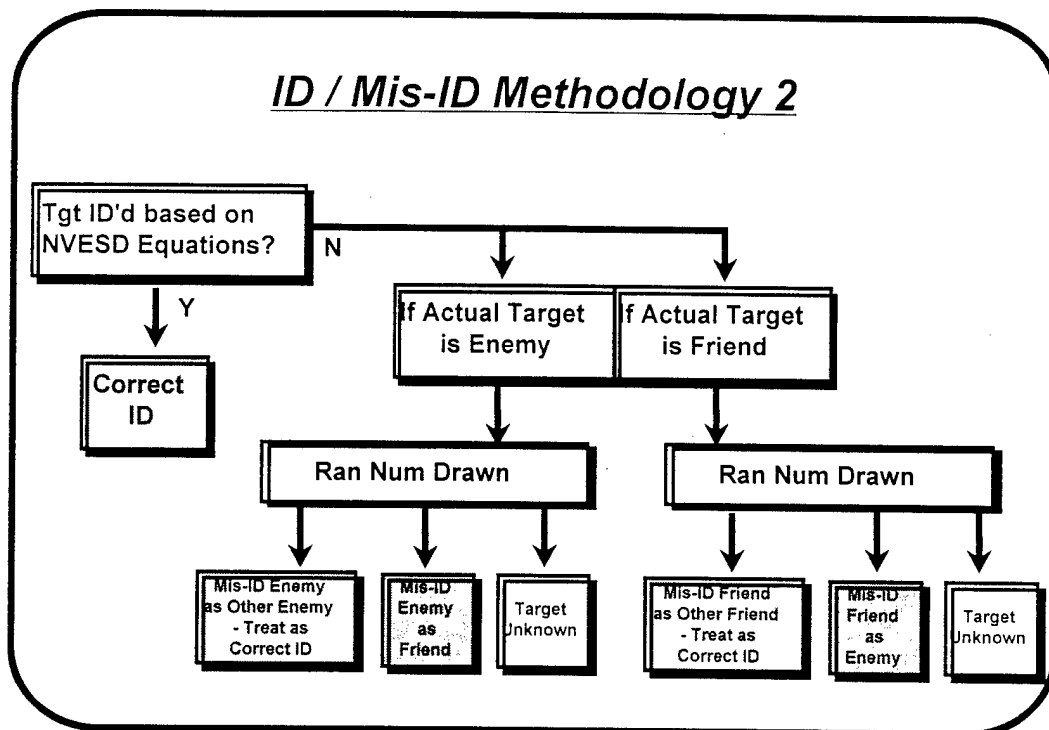 ID / Mis-ID Methodology 2
Tgt ID'd based on
NVESD Equations?
N
Y
Correct
ID
If Actual Target
is Enemy
If Actual Target
is Friend
Ran Num Drawn
Ran Num Drawn
Mis-ID Enemy
as Other Enemy
- Treat as
Correct ID
Mis-ID
Enemy
as
Friend
Target
Unknown
Mis-ID Friend
as Other Friend
- Treat as
Correct ID
Mis-ID
Friend
as
Enemy
Target
Unknown